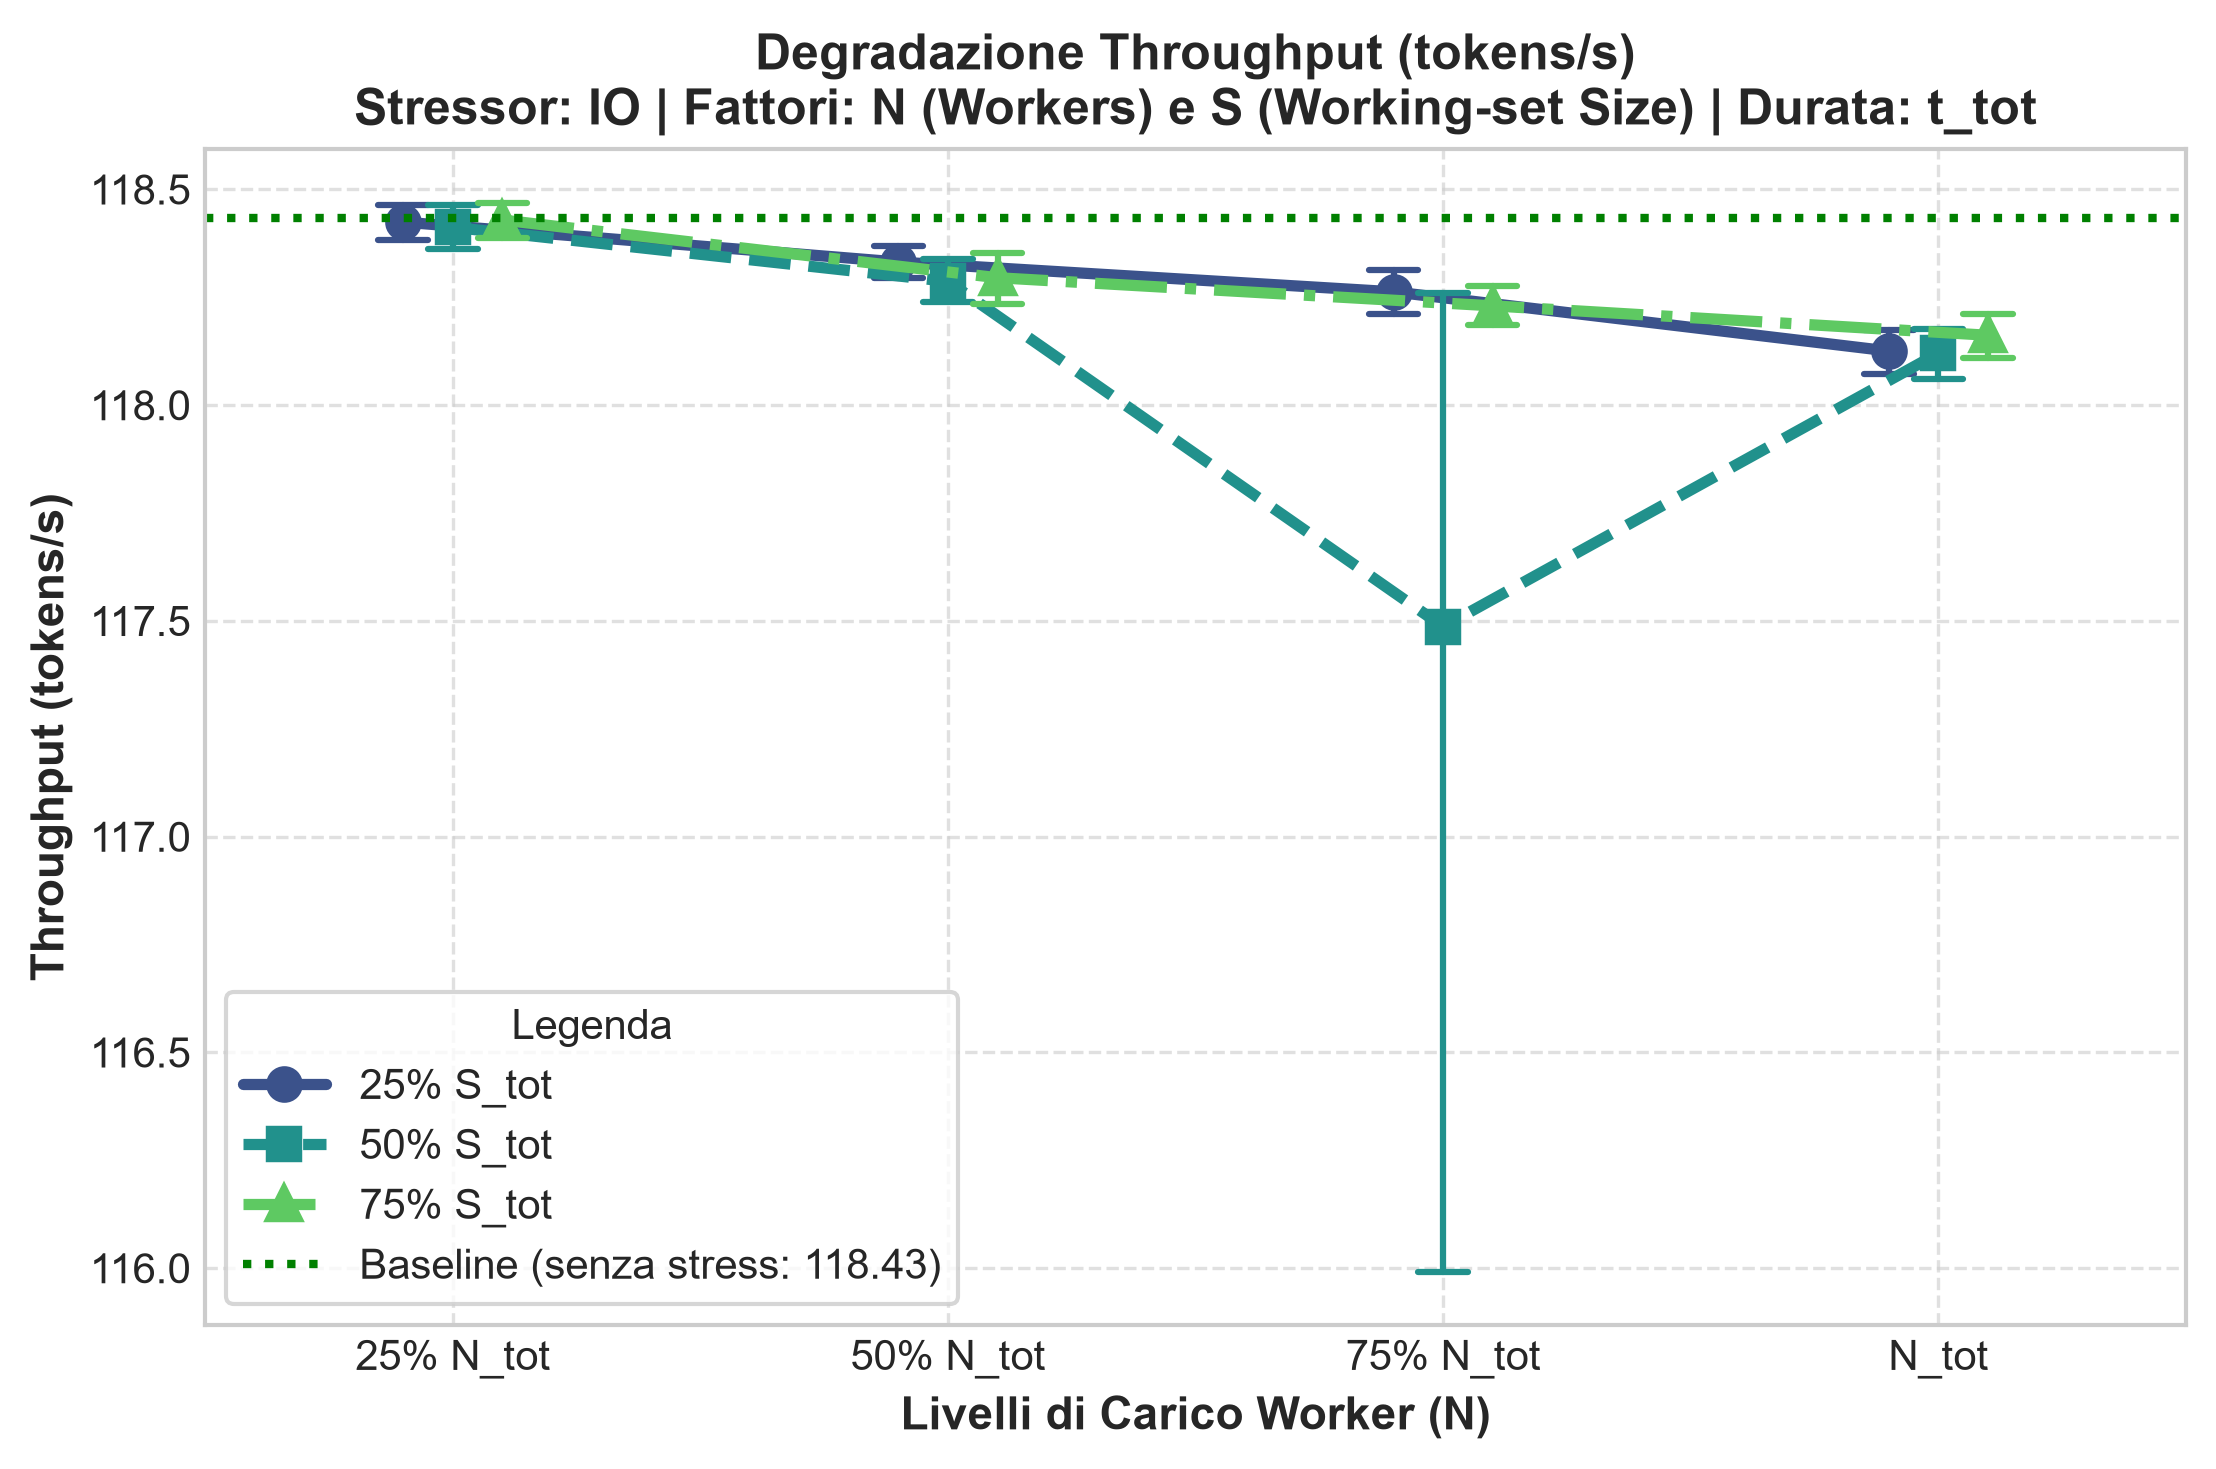 Degradazione Throughput (tokens/s)
Stressor: IO | Fattori: N (Workers) e S (Working-set Size) | Durata: t_tot
Throughput (tokens/s)
118.5
118.0
117.5
117.0
116.5
116.0
Legenda
25% S_tot
50% S_tot
75% S_tot
Baseline (senza stress: 118.43)
25% N_tot
50% N_tot
75% N_tot
N_tot
Livelli di Carico Worker (N)